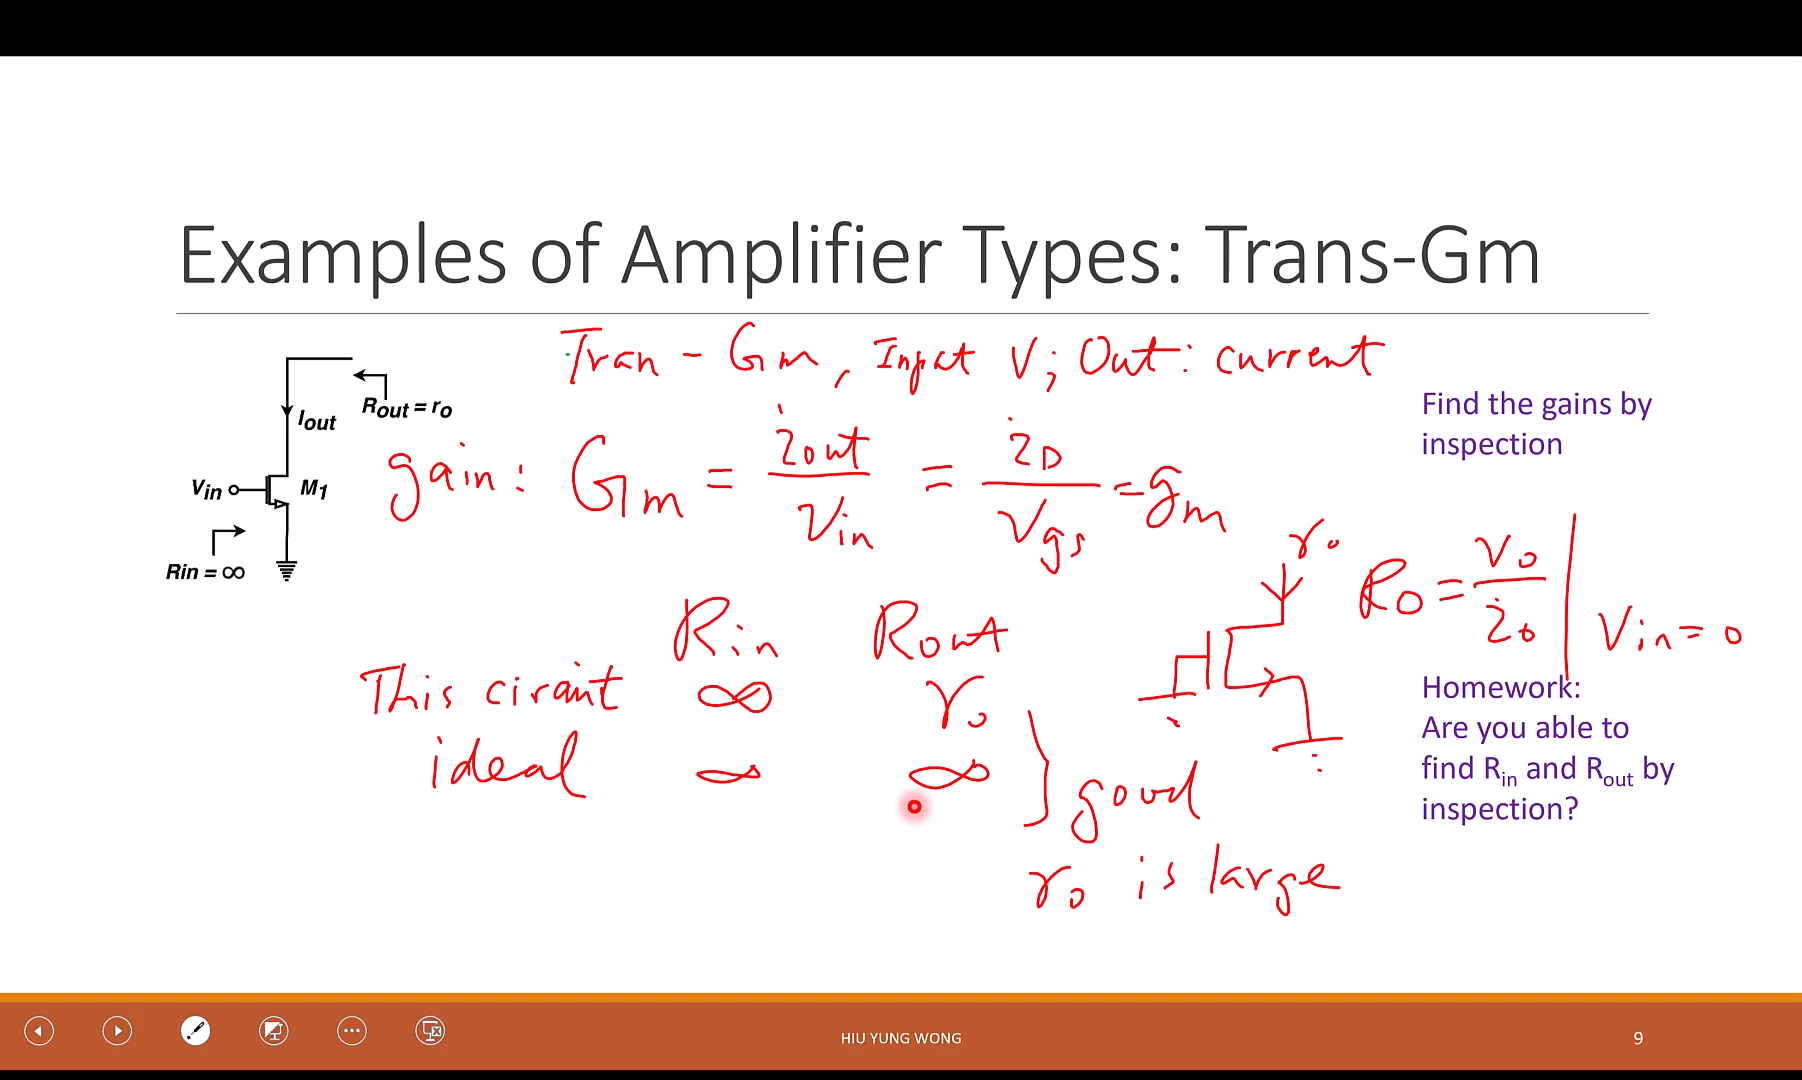 Examples of Amplifier Types: Trans-Gm
Tran - Gm, Input V; Out: current
Rout = ro
Iout
Vin
M1
Rin = ∞
Find the gains by
inspection
gain: Gm = iout / Vin = iD / Vgs = gm
ro
Ro = Vo / io | Vin = 0
Rin Rout
This circuit ∞ ro
ideal ∞ ∞
} good
ro is large
Homework:
Are you able to
find Rin and Rout by
inspection?
HIU YUNG WONG
9